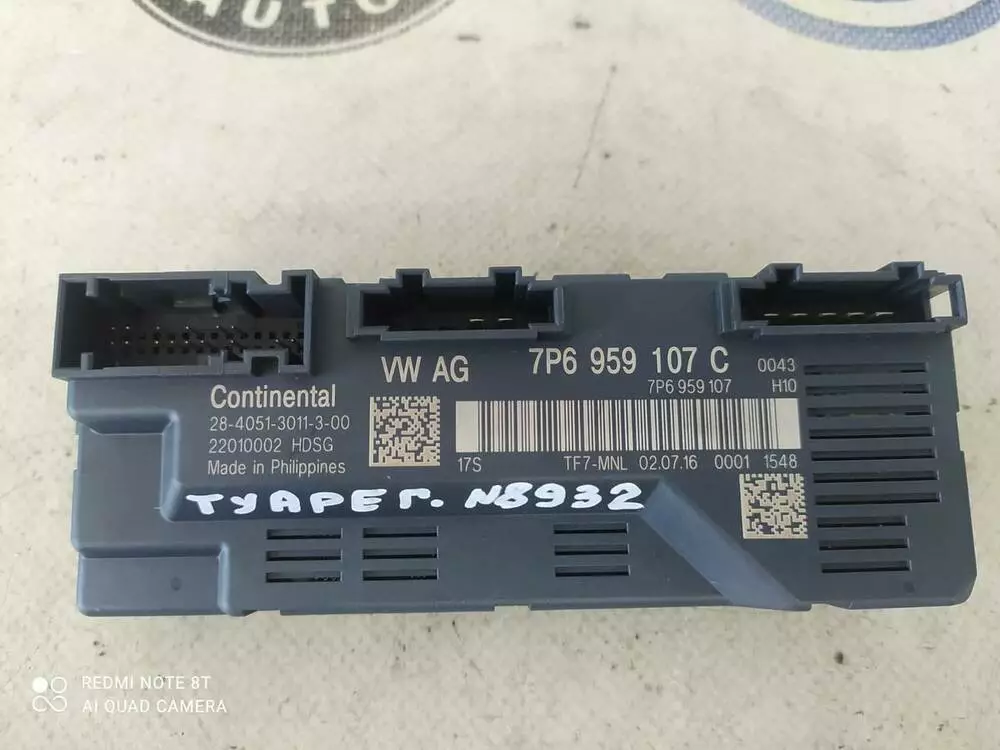 AUTO
VW AG
7P6 959 107 C
0043
7P6 959 107
H10
Continental
28-4051-3011-3-00
22010002 HDSG
Made in Philippines
17S
TF7-MNL 02.07.16 0001 1548
ТУАРЕГ. N8932
REDMI NOTE 8T
AI QUAD CAMERA